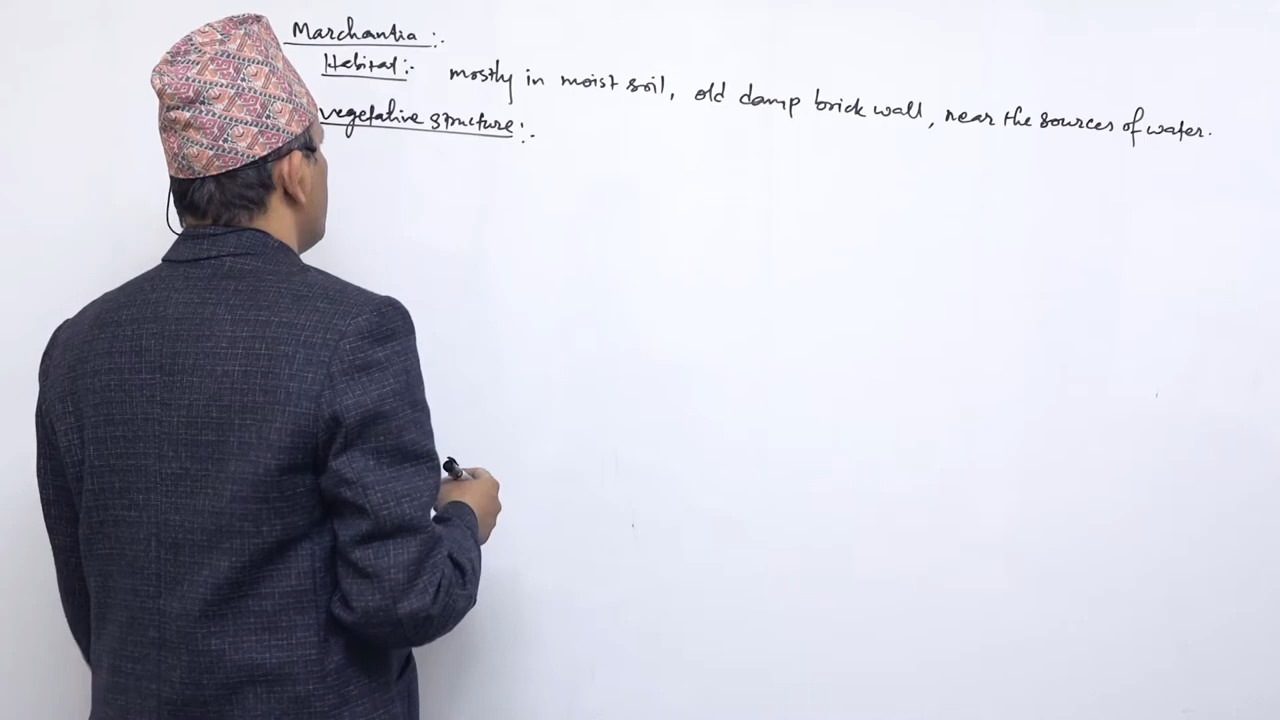 Marchantia :-
Habitat :- mostly in moist soil, old damp brick wall, near the sources of water.
vegetative structure :-